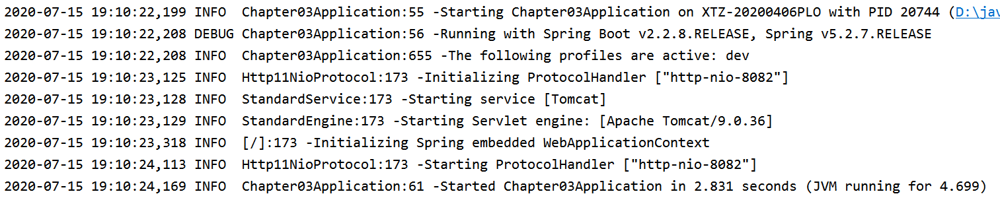 2020-07-15 19:10:22,199 INFO  Chapter03Application:55 -Starting Chapter03Application on XTZ-20200406PLO with PID 20744 (D:\jav
2020-07-15 19:10:22,208 DEBUG Chapter03Application:56 -Running with Spring Boot v2.2.8.RELEASE, Spring v5.2.7.RELEASE
2020-07-15 19:10:22,208 INFO  Chapter03Application:655 -The following profiles are active: dev
2020-07-15 19:10:23,125 INFO  Http11NioProtocol:173 -Initializing ProtocolHandler ["http-nio-8082"]
2020-07-15 19:10:23,128 INFO  StandardService:173 -Starting service [Tomcat]
2020-07-15 19:10:23,129 INFO  StandardEngine:173 -Starting Servlet engine: [Apache Tomcat/9.0.36]
2020-07-15 19:10:23,318 INFO  [/]:173 -Initializing Spring embedded WebApplicationContext
2020-07-15 19:10:24,113 INFO  Http11NioProtocol:173 -Starting ProtocolHandler ["http-nio-8082"]
2020-07-15 19:10:24,169 INFO  Chapter03Application:61 -Started Chapter03Application in 2.831 seconds (JVM running for 4.699)